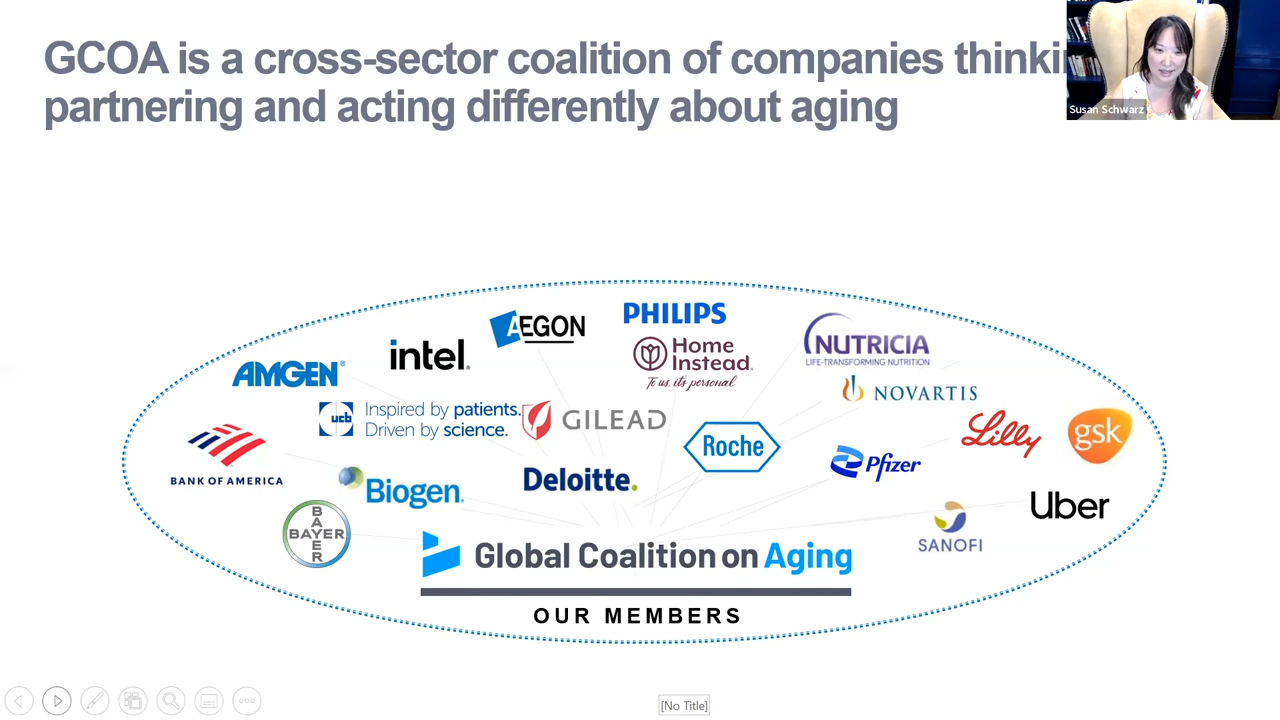 GCOA is a cross-sector coalition of companies thinki
partnering and acting differently about aging
Susan Schwarz
PHILIPS
AEGON
intel.
Home
Instead.
To us, it's personal
NUTRICIA
LIFE-TRANSFORMING NUTRITION
AMGEN®
NOVARTIS
ucb
Inspired by patients.
Driven by science.
GILEAD
Roche
Lilly
gsk
BANK OF AMERICA
Biogen.
Deloitte.
Pfizer
Uber
BAYER
BAYER
SANOFI
Global Coalition on Aging
OUR MEMBERS
[No Title]